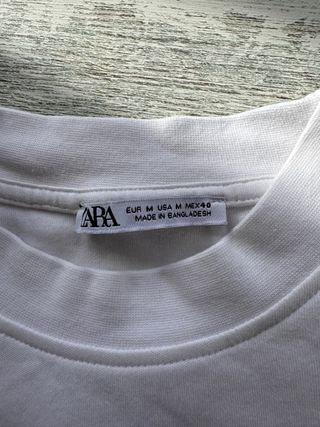 ZARA
EUR M USA M MEX 40
MADE IN BANGLADESH